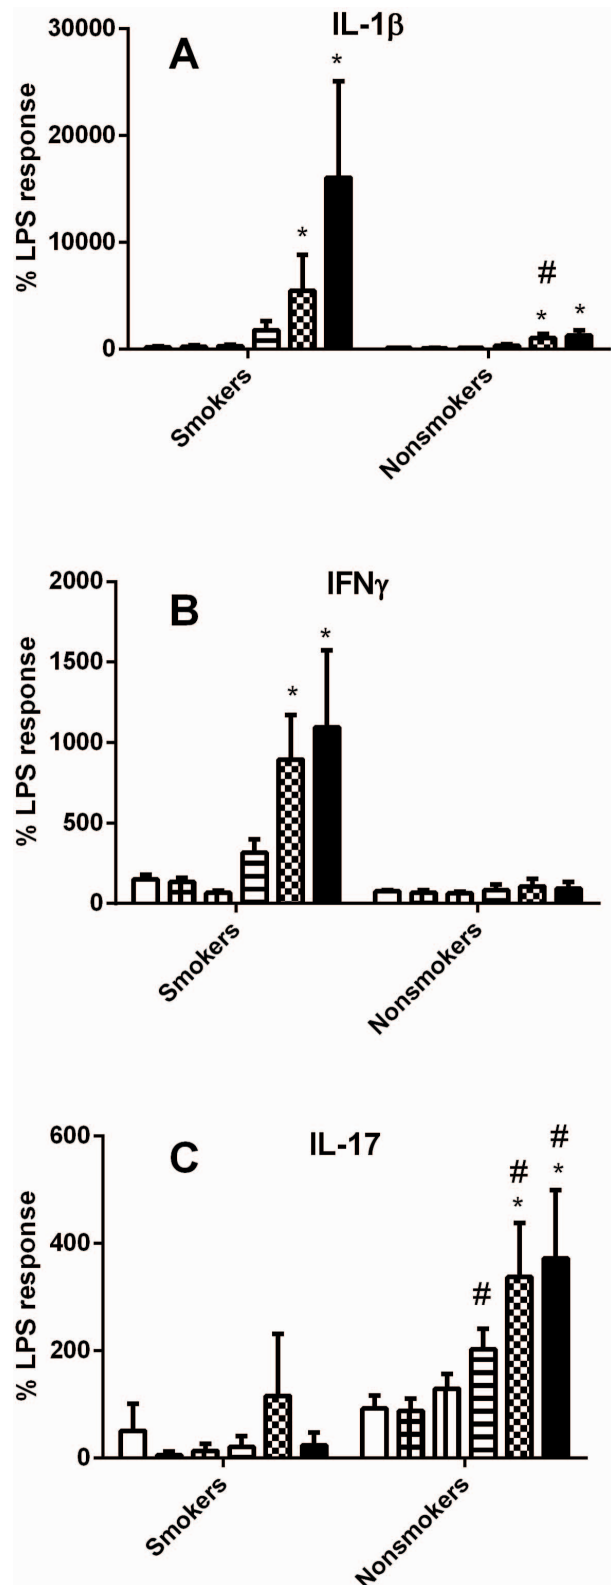 IL-1β
A
% LPS response
30000
20000
10000
0
*
*
#
*
*
Smokers
Nonsmokers
IFNγ
B
% LPS response
2000
1500
1000
500
0
*
*
Smokers
Nonsmokers
IL-17
C
% LPS response
600
400
200
0
#
#
*
#
*
Smokers
Nonsmokers